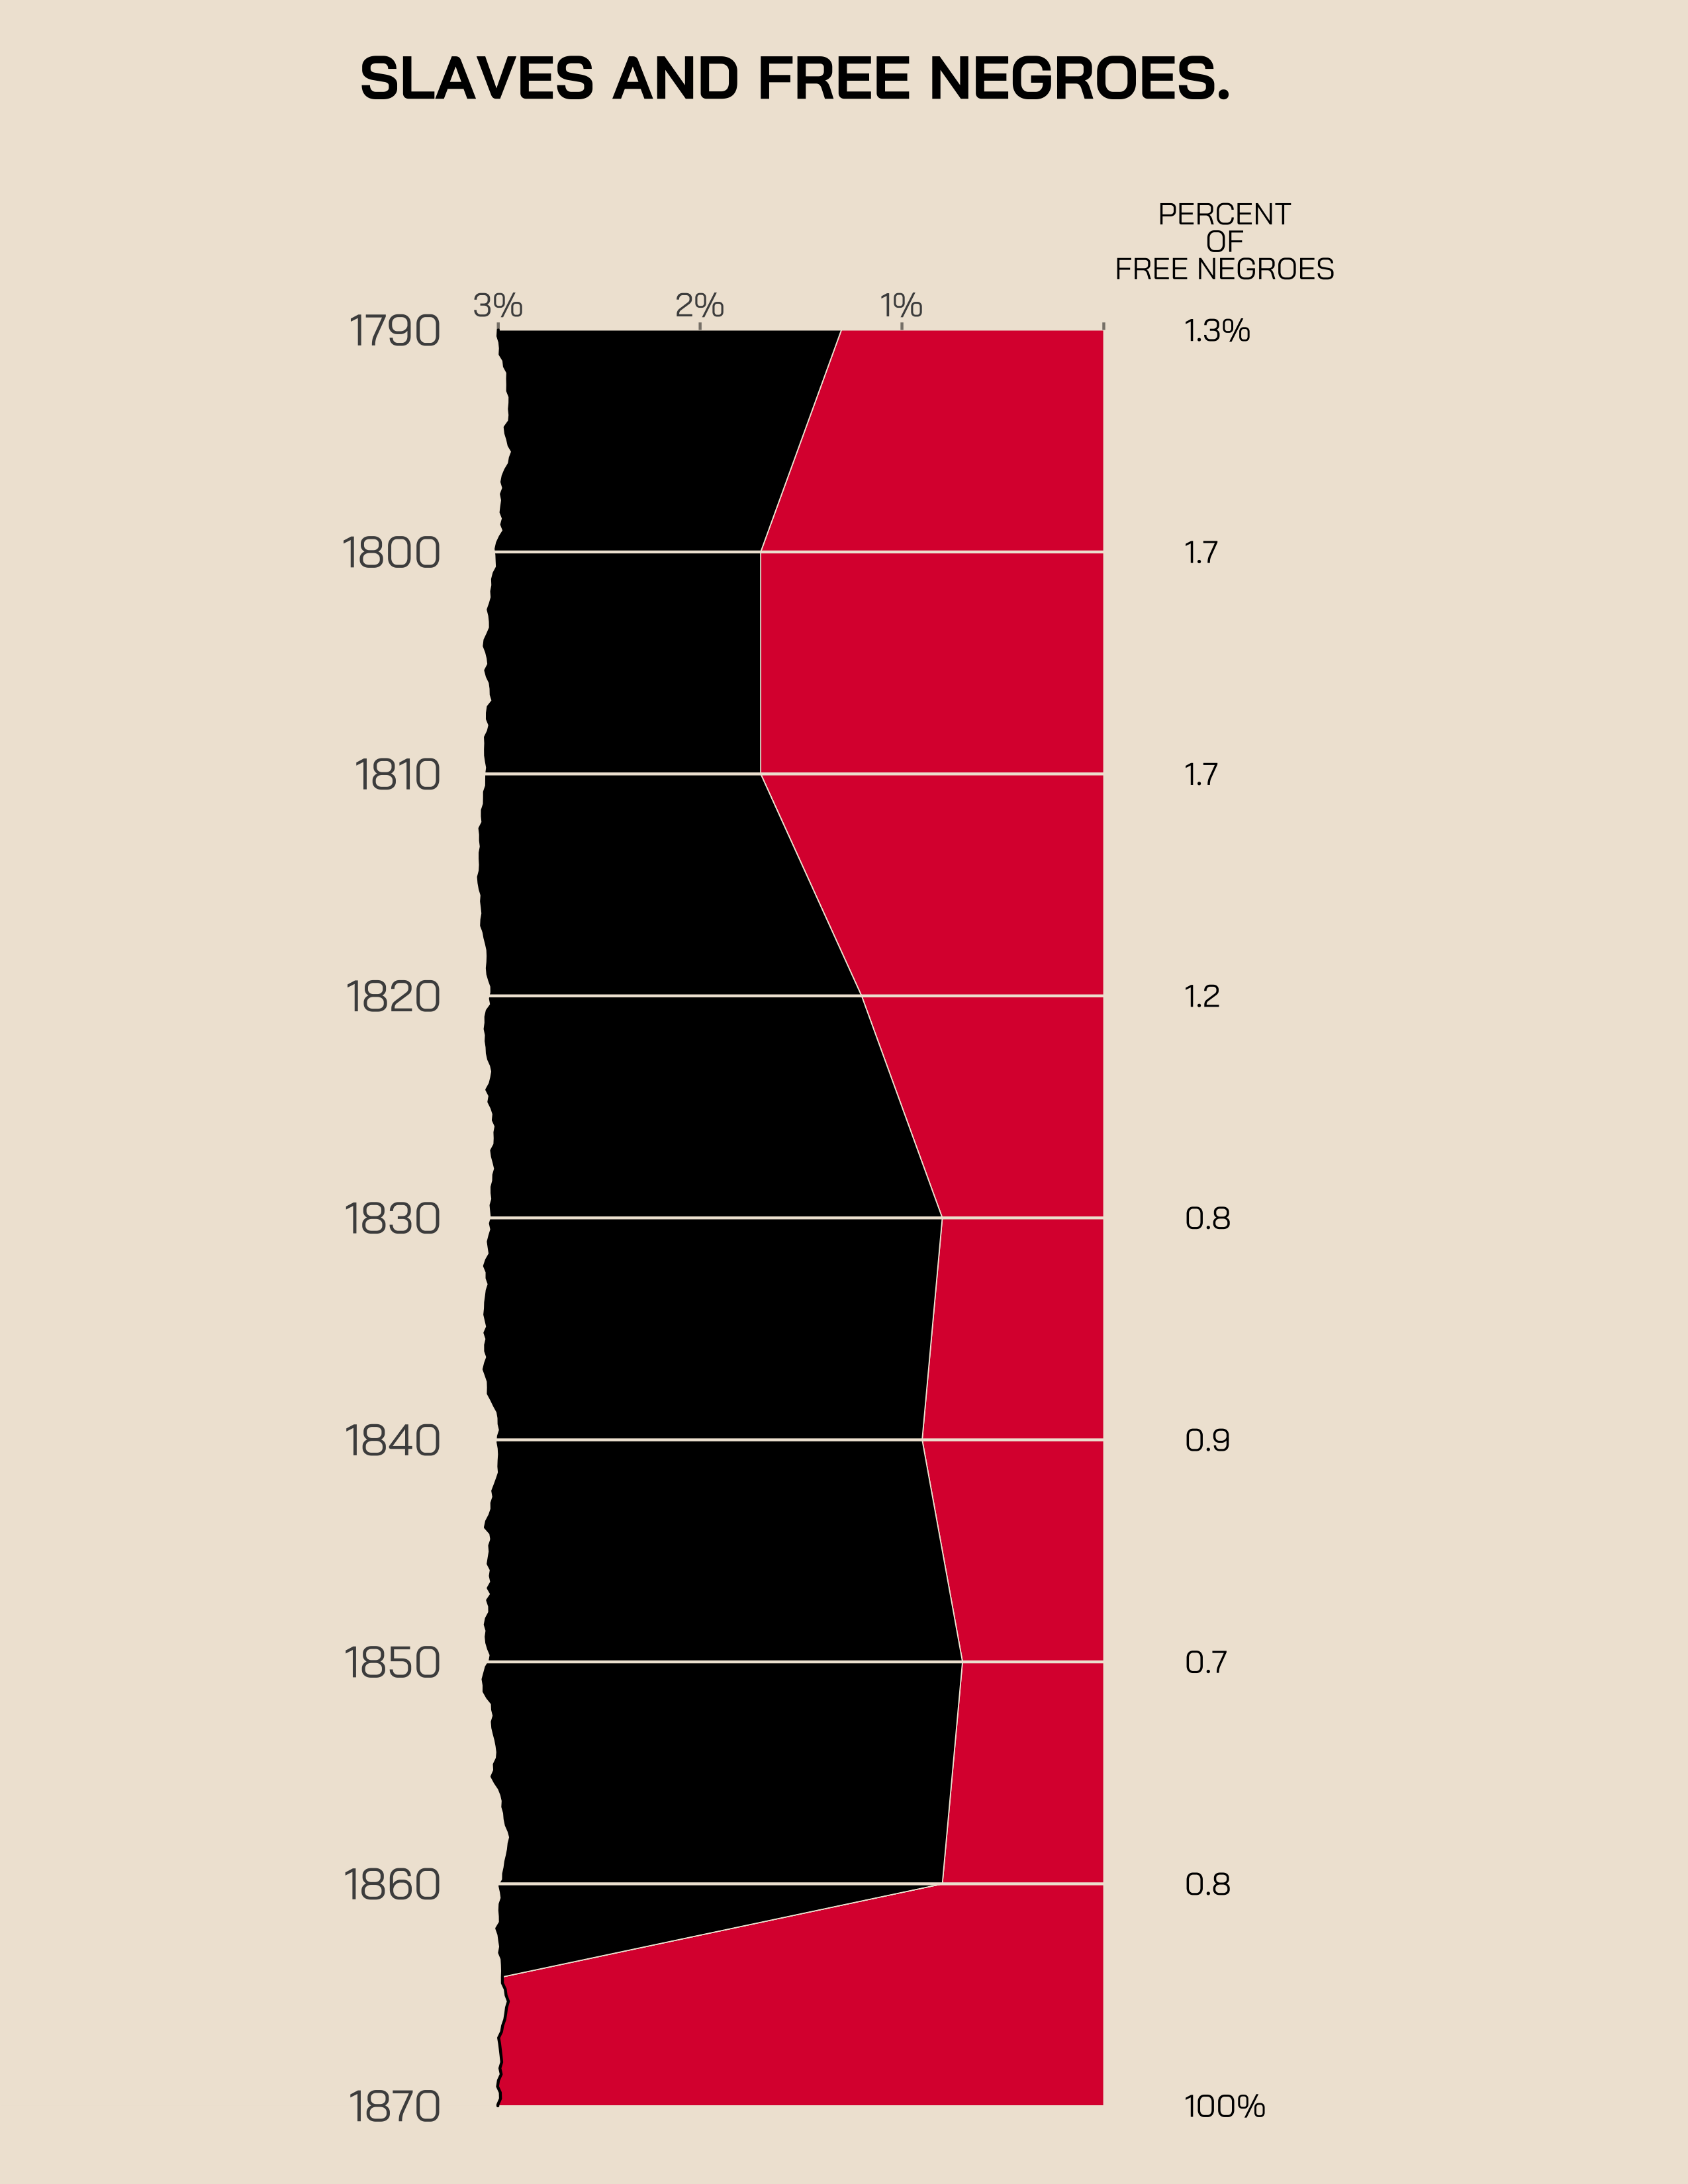 SLAVES AND FREE NEGROES.
PERCENT
OF
FREE NEGROES
3% 2% 1%
1790 1.3%
1800 1.7
1810 1.7
1820 1.2
1830 0.8
1840 0.9
1850 0.7
1860 0.8
1870 100%